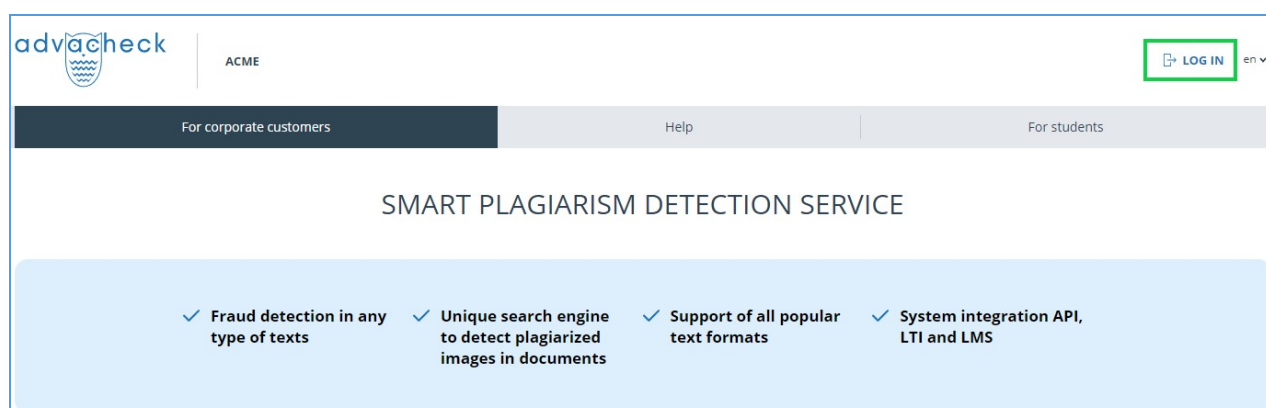 advacheck
ACME
LOG IN
en
For corporate customers
Help
For students
SMART PLAGIARISM DETECTION SERVICE
Fraud detection in any
type of texts
Unique search engine
to detect plagiarized
images in documents
Support of all popular
text formats
System integration API,
LTI and LMS